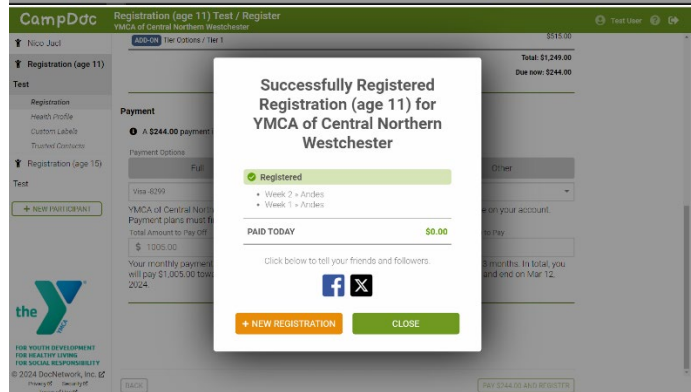 CampDoc
Registration (age 11) Test / Register
YMCA of Central Northern Westchester
Test User
Nico Jucl
Registration (age 11)
Test
Registration
Health Profile
Custom Labels
Trusted Contacts
Registration (age 15)
Test
+ NEW PARTICIPANT
the
YMCA
FOR YOUTH DEVELOPMENT
FOR HEALTHY LIVING
FOR SOCIAL RESPONSIBILITY
© 2024 DocNetwork, Inc.
Privacy
Security
ADD-ON Tier Options / Tier 1
$515.00
Total: $1,249.00
Due now: $244.00
Payment
A $244.00 payment
Payment Options
Full
Other
Visa-8299
YMCA of Central North
e on your account.
Payment plans must
Total Amount to Pay Off
to Pay
$ 1005.00
Your monthly payment
3 months. In total, you
will pay $1,005.00
and end on Mar 12,
2024.
BACK
PAY $244.00 AND REGISTER
Successfully Registered
Registration (age 11) for
YMCA of Central Northern
Westchester
Registered
• Week 2 » Andes
• Week 1 » Andes
PAID TODAY $0.00
Click below to tell your friends and followers.
+ NEW REGISTRATION
CLOSE